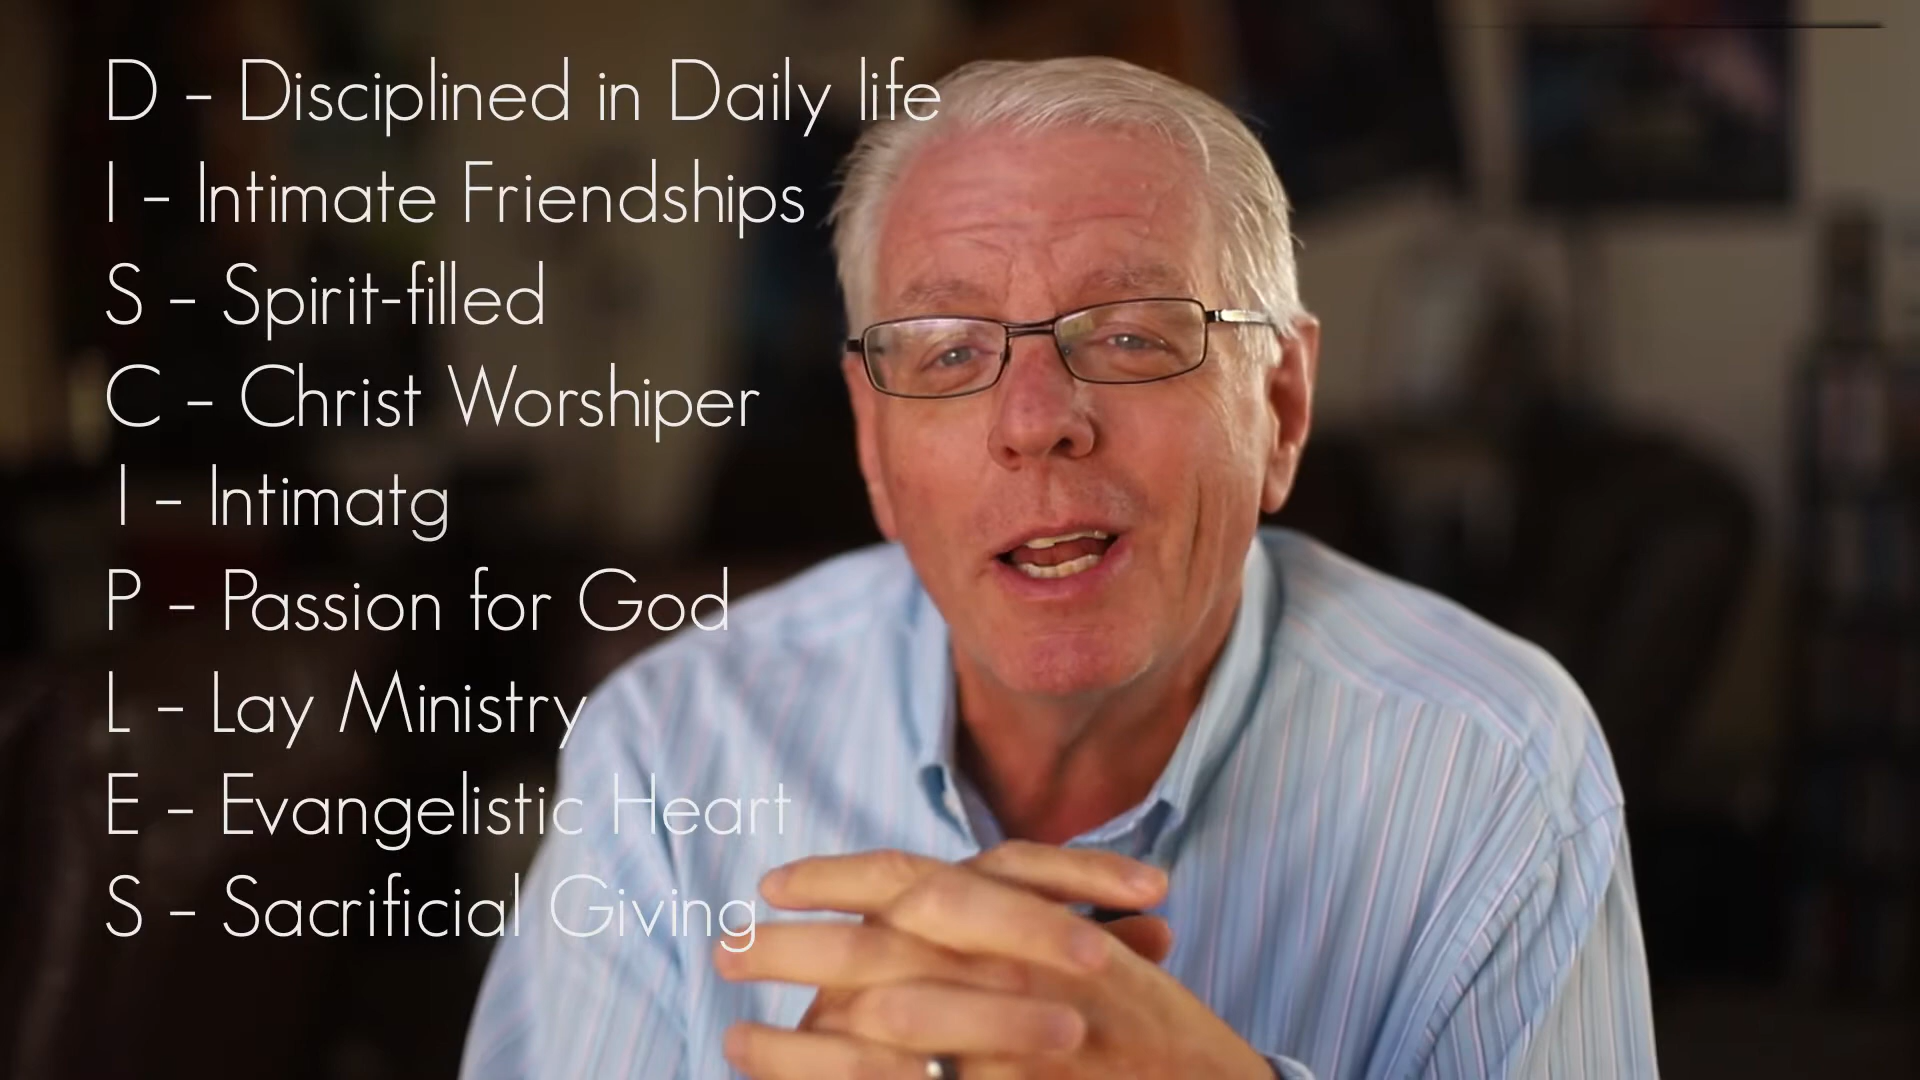 D - Disciplined in Daily life
I - Intimate Friendships
S - Spirit-filled
C - Christ Worshiper
I - Intimatg
P - Passion for God
L - Lay Ministry
E - Evangelistic Heart
S - Sacrificial Giving